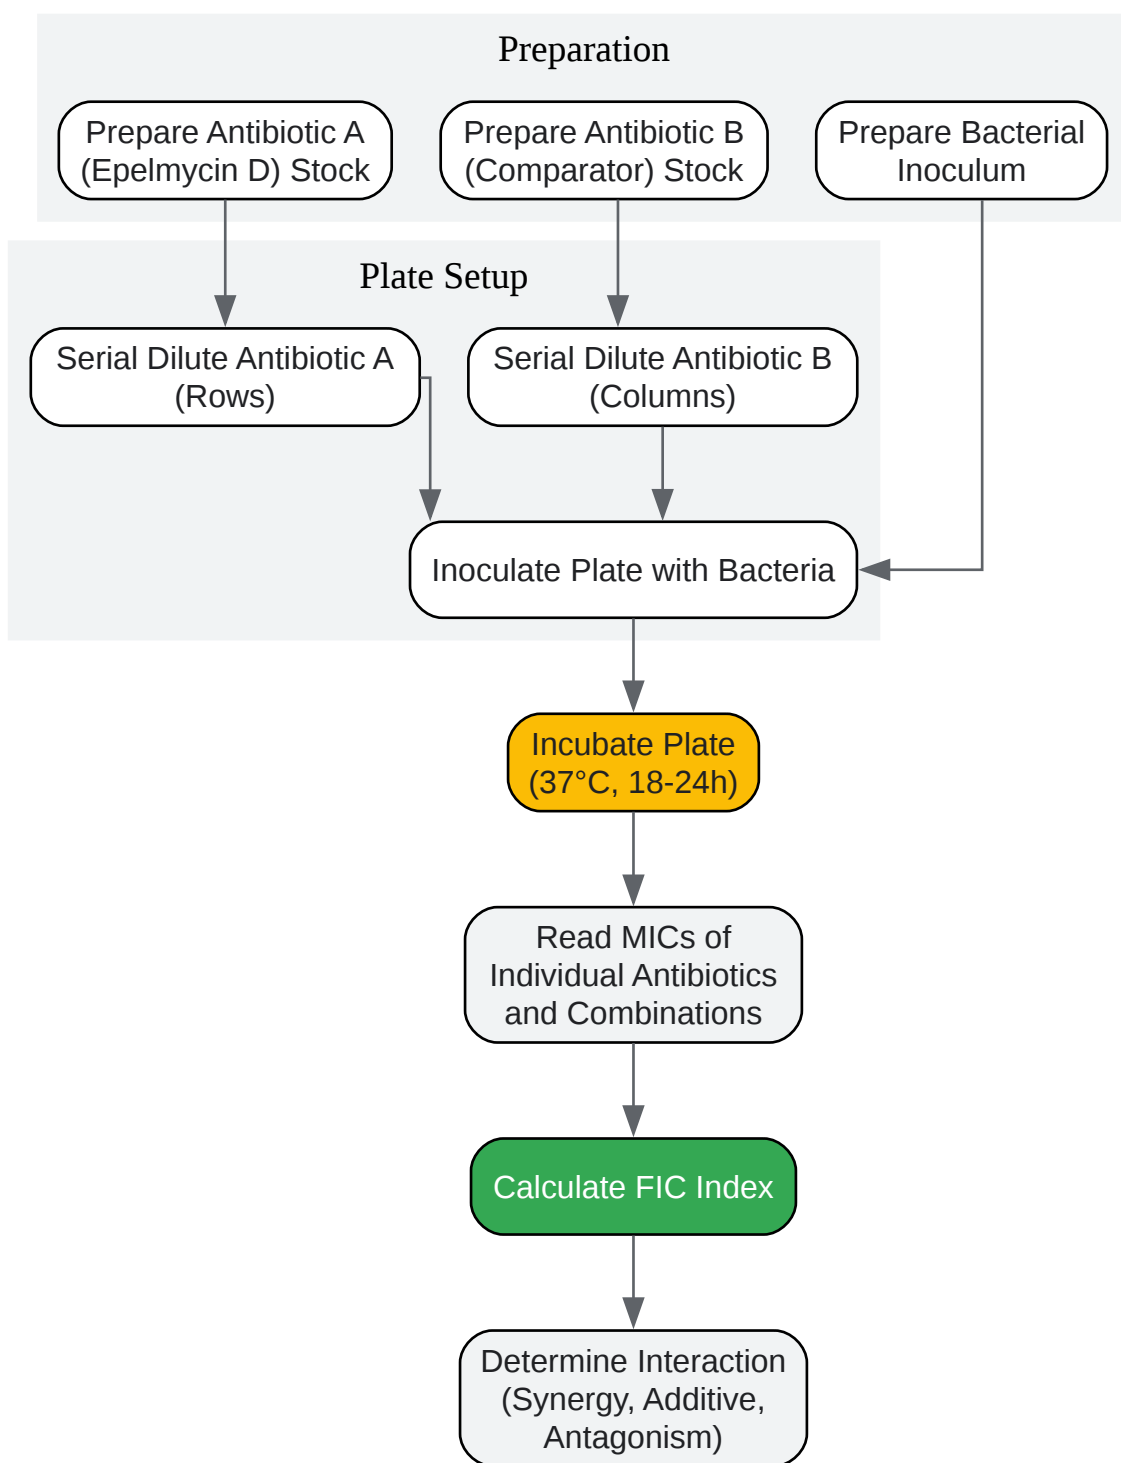 Preparation
Prepare Antibiotic A
(Epelmycin D) Stock
Prepare Antibiotic B
(Comparator) Stock
Prepare Bacterial
Inoculum
Plate Setup
Serial Dilute Antibiotic A
(Rows)
Serial Dilute Antibiotic B
(Columns)
Inoculate Plate with Bacteria
Incubate Plate
(37°C, 18-24h)
Read MICs of
Individual Antibiotics
and Combinations
Calculate FIC Index
Determine Interaction
(Synergy, Additive,
Antagonism)